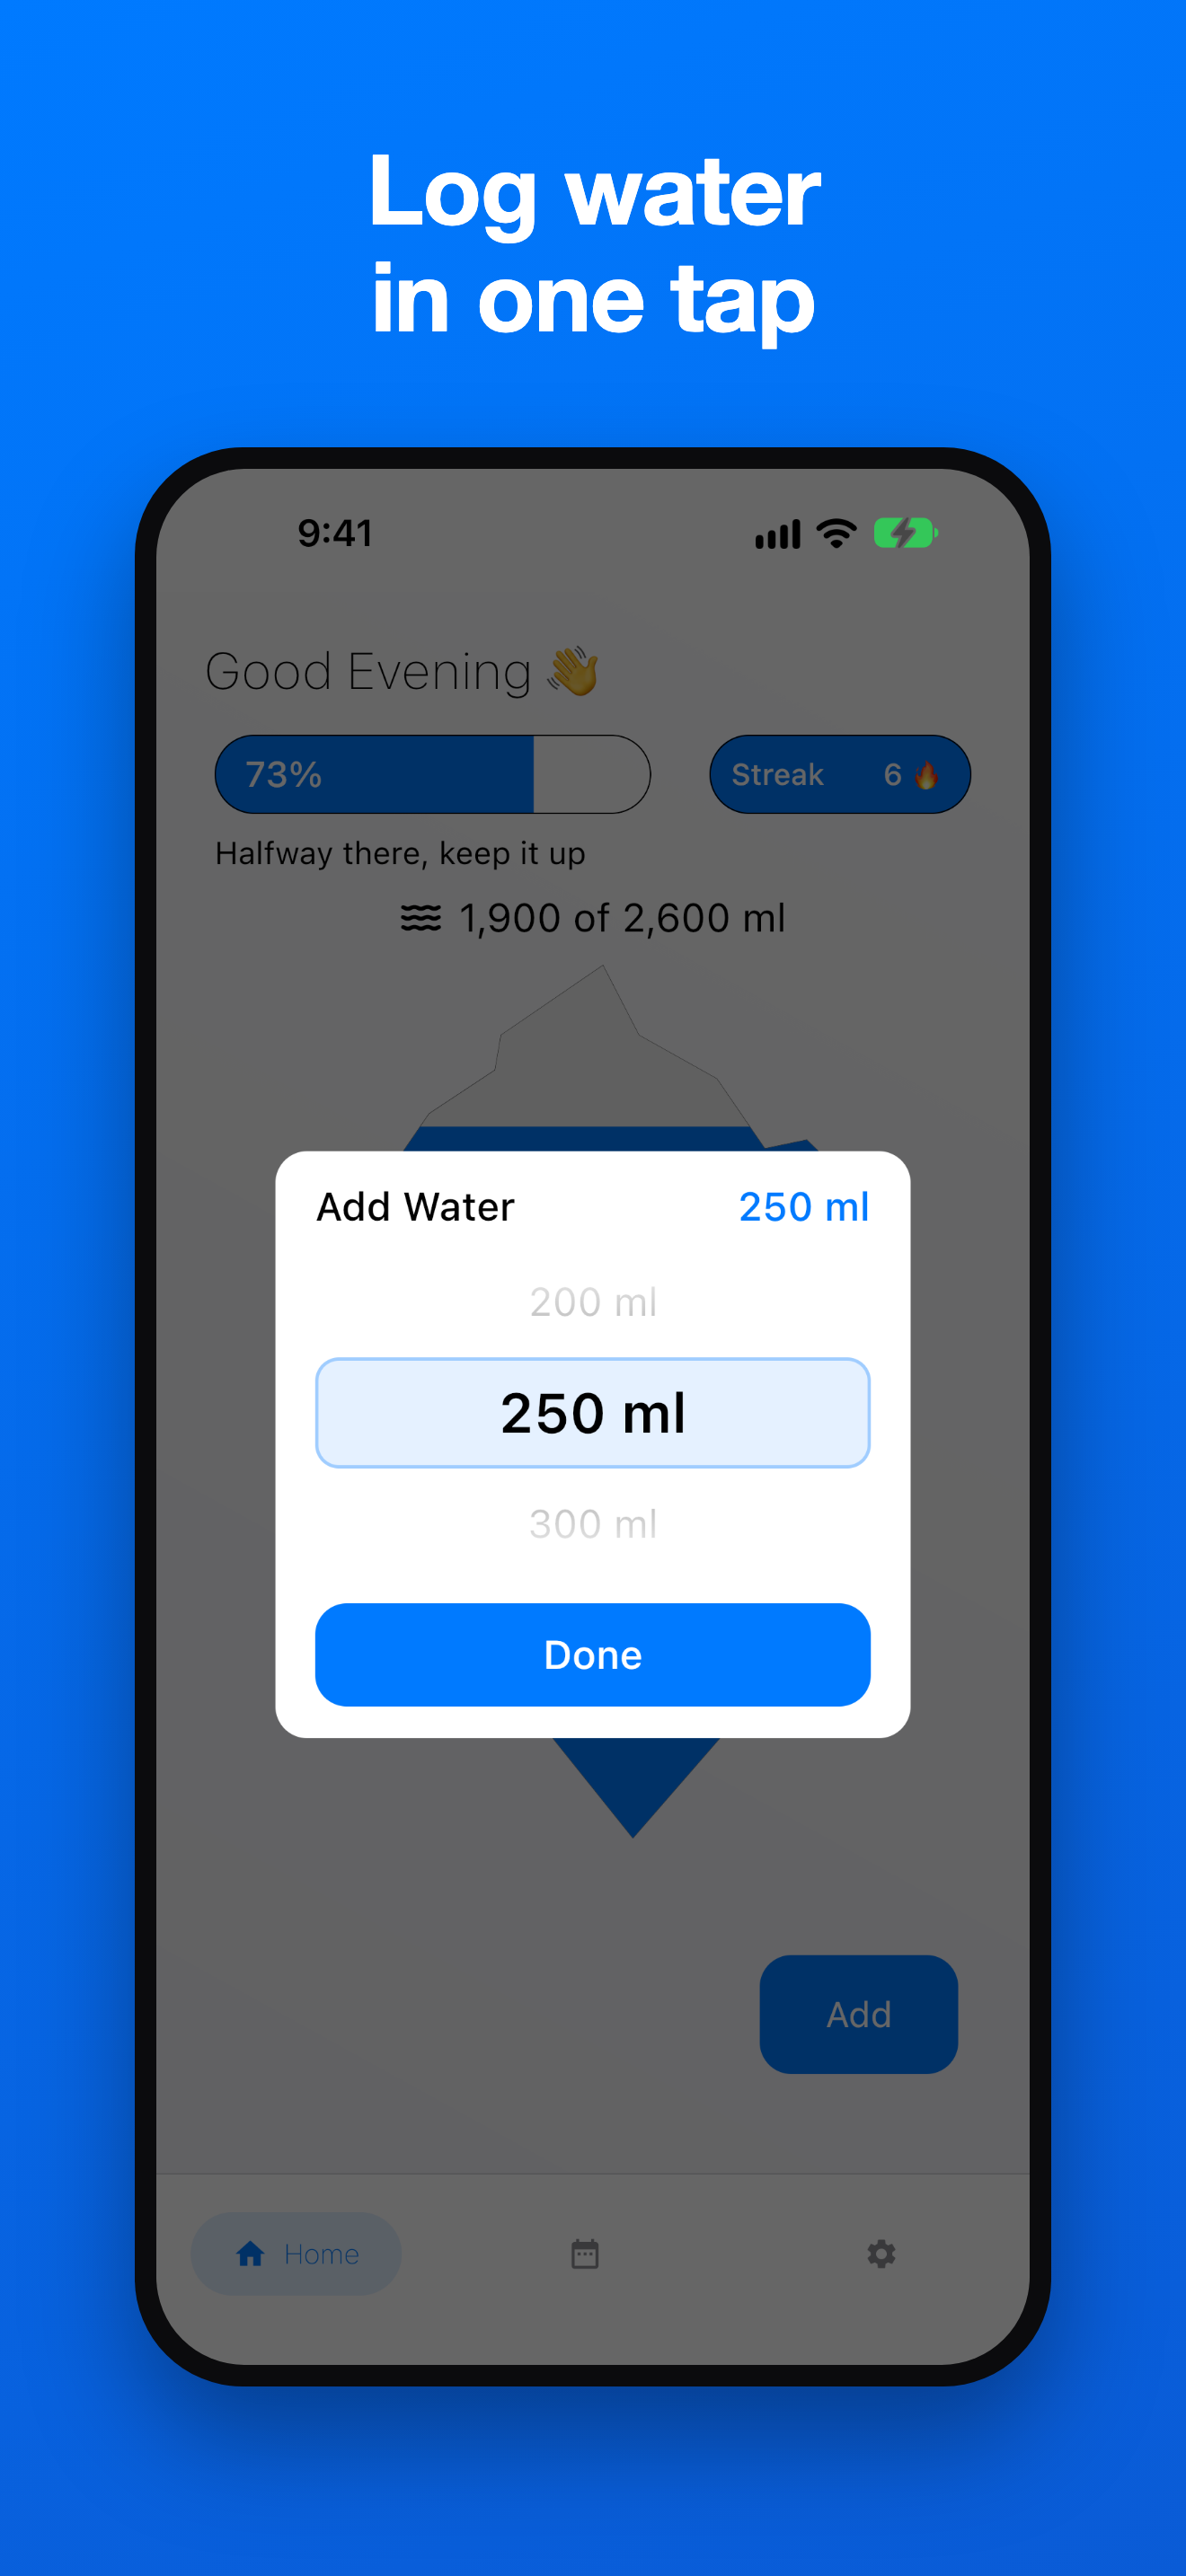 Log water
in one tap
9:41
Good Evening 👋
73%
Streak 6 🔥
Halfway there, keep it up
1,900 of 2,600 ml
Add Water 250 ml
200 ml
250 ml
300 ml
Done
Add
Home